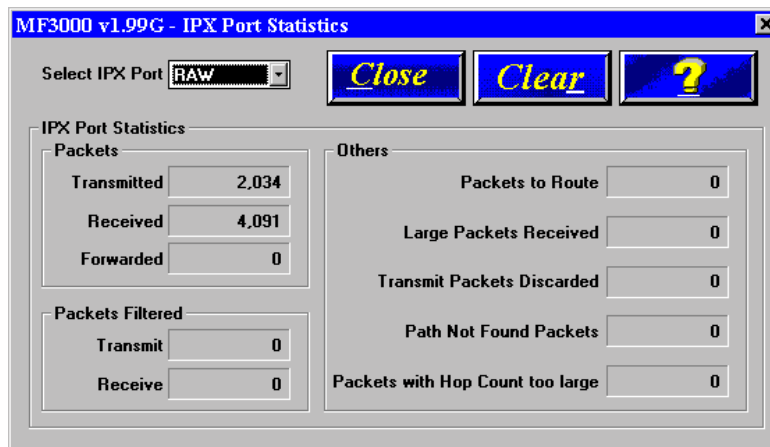 MF3000 v1.99G - IPX Port Statistics
Select IPX Port RAW
Close
Clear
?
IPX Port Statistics
Packets
Transmitted 2,034
Received 4,091
Forwarded 0
Packets Filtered
Transmit 0
Receive 0
Others
Packets to Route 0
Large Packets Received 0
Transmit Packets Discarded 0
Path Not Found Packets 0
Packets with Hop Count too large 0